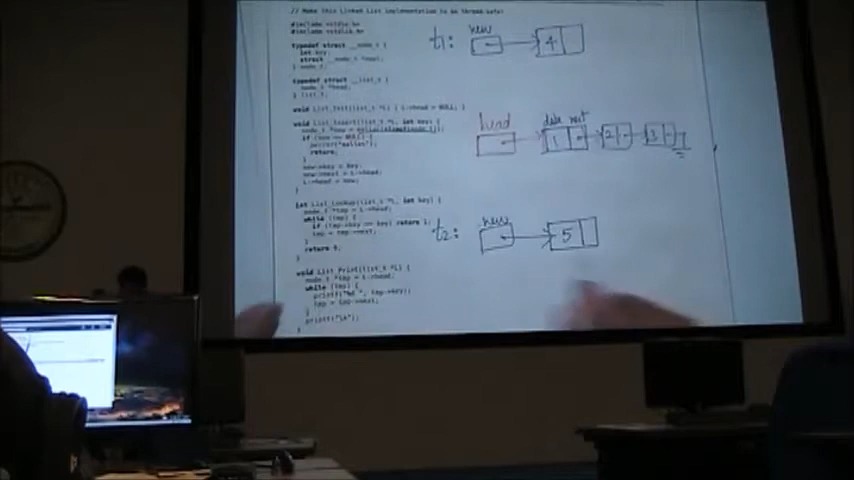 // Make this Linked List implementation to be thread-safe!
#include <stdio.h>
#include <stdlib.h>
typedef struct __node_t {
int key;
struct __node_t *next;
} node_t;
typedef struct __list_t {
node_t *head;
} list_t;
void List_Init(list_t *L) { L->head = NULL; }
void List_Insert(list_t *L, int key) {
node_t *new = malloc(sizeof(node_t));
if (new == NULL) {
perror("malloc");
return;
}
new->key = key;
new->next = L->head;
L->head = new;
}
int List_Lookup(list_t *L, int key) {
node_t *tmp = L->head;
while (tmp) {
if (tmp->key == key) return 1;
tmp = tmp->next;
}
return 0;
}
void List_Print(list_t *L) {
node_t *tmp = L->head;
while (tmp) {
printf("%d ", tmp->key);
tmp = tmp->next;
}
printf("\n");
}
t1: new 4
head data next
1 2 3
t2: new 5